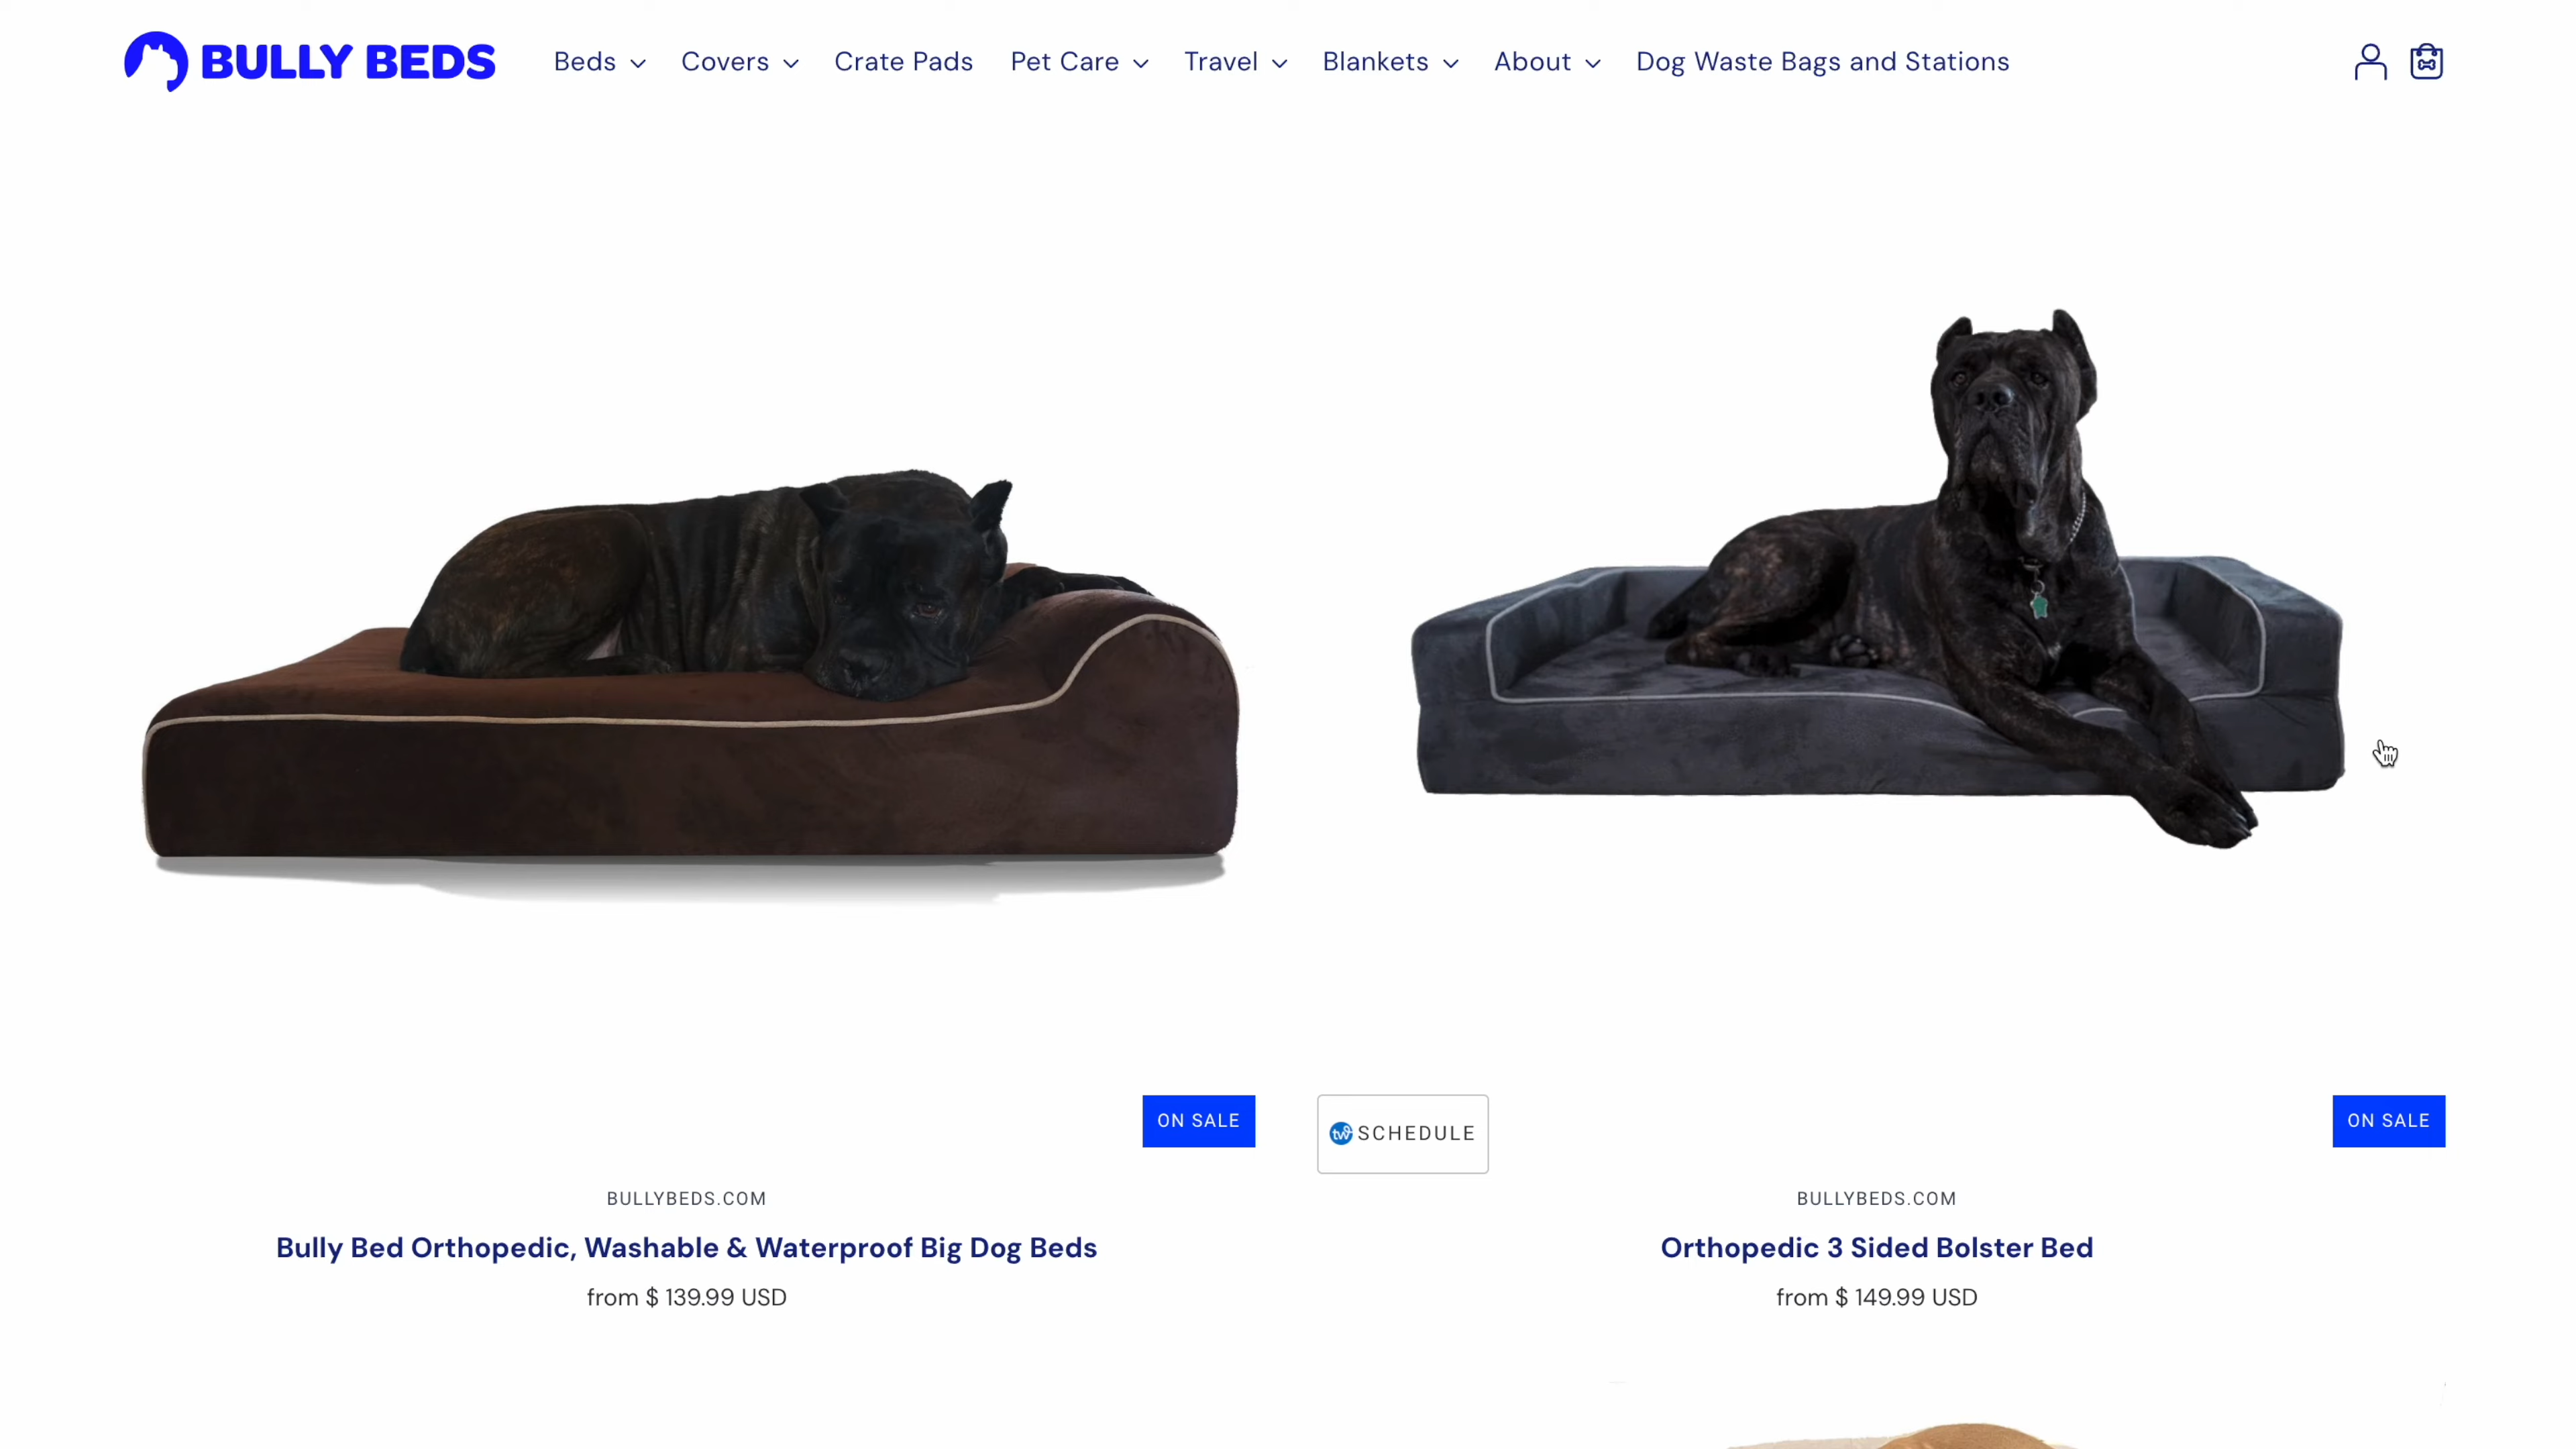 BULLY BEDS
Beds
Covers
Crate Pads
Pet Care
Travel
Blankets
About
Dog Waste Bags and Stations
ON SALE
BULLYBEDS.COM
Bully Bed Orthopedic, Washable & Waterproof Big Dog Beds
from $ 139.99 USD
tw SCHEDULE
ON SALE
BULLYBEDS.COM
Orthopedic 3 Sided Bolster Bed
from $ 149.99 USD